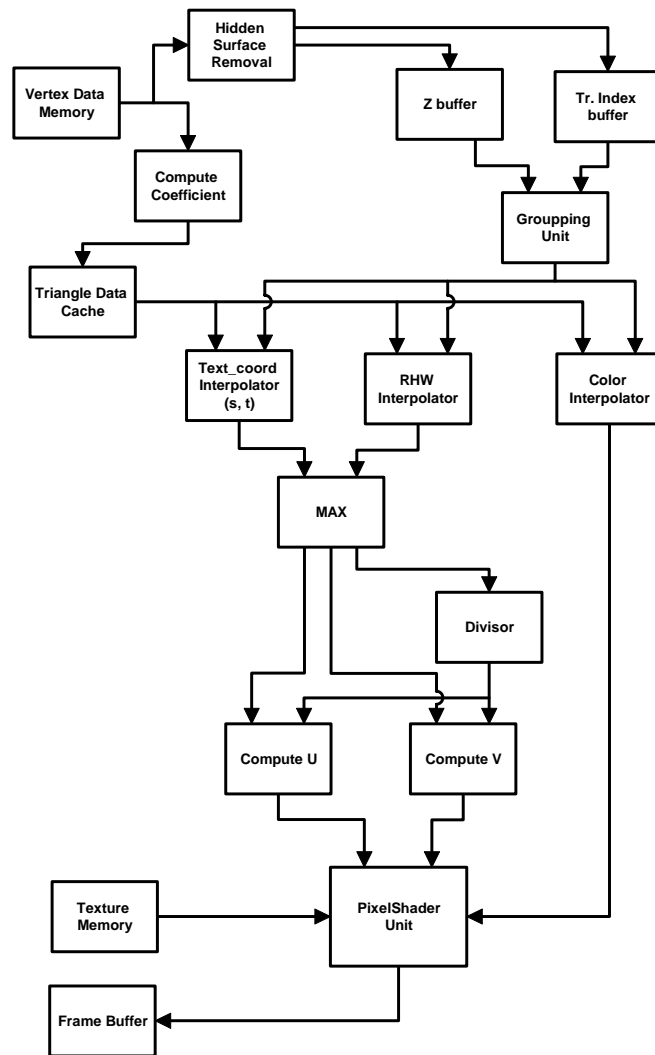 Hidden
Surface
Removal
Vertex Data
Memory
Z buffer
Tr. Index
buffer
Compute
Coefficient
Groupping
Unit
Triangle Data
Cache
Text_coord
Interpolator
(s, t)
RHW
Interpolator
Color
Interpolator
MAX
Divisor
Compute U
Compute V
Texture
Memory
PixelShader
Unit
Frame Buffer